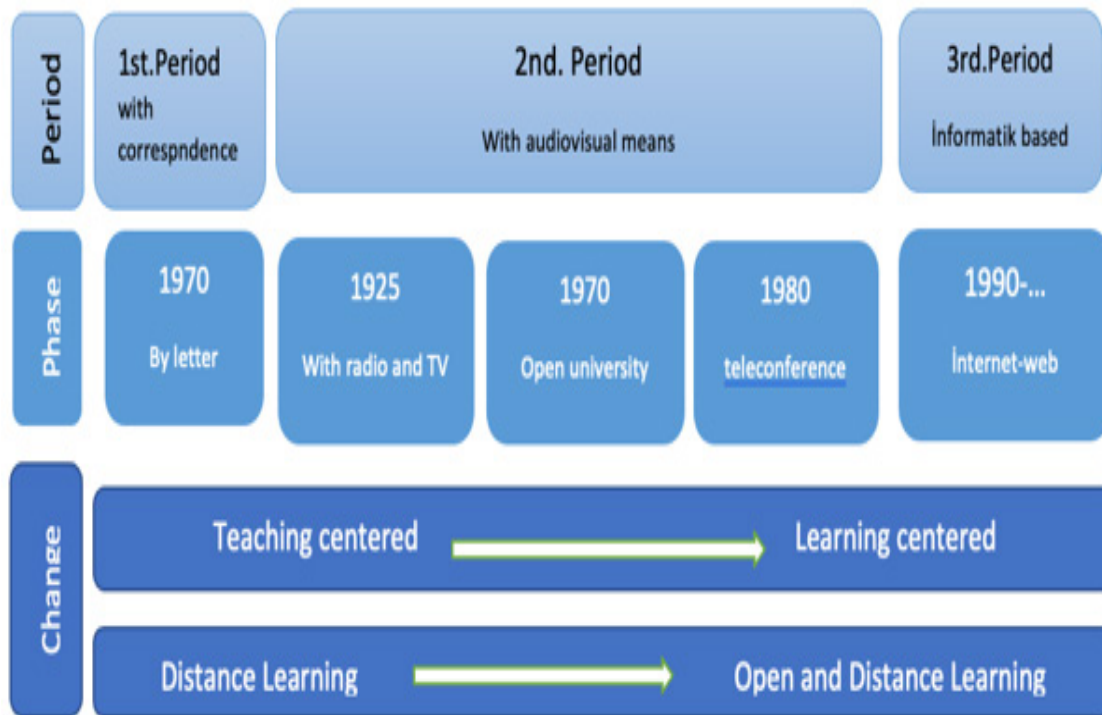 Period
1st.Period
with
correspndence
2nd. Period
With audiovisual means
3rd.Period
İnformatik based
Phase
1970
By letter
1925
With radio and TV
1970
Open university
1980
teleconference
1990-...
İnternet-web
Change
Teaching centered
Learning centered
Distance Learning
Open and Distance Learning